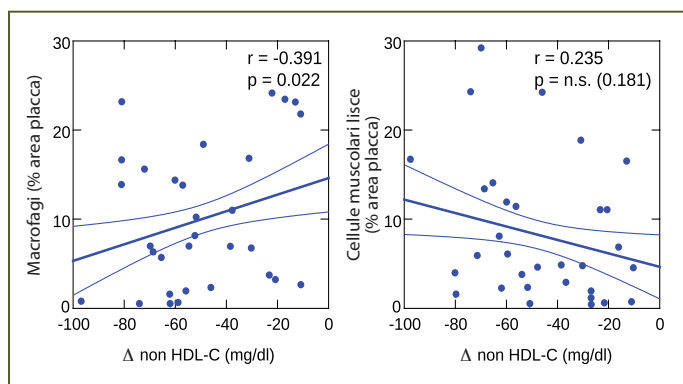 30
20
10
0
-100
-80
-60
-40
-20
0
r = -0.391
p = 0.022
Macrofagi (% area placca)
Δ non HDL-C (mg/dl)
30
20
10
0
-100
-80
-60
-40
-20
0
r = 0.235
p = n.s. (0.181)
Cellule muscolari lisce
(% area placca)
Δ non HDL-C (mg/dl)